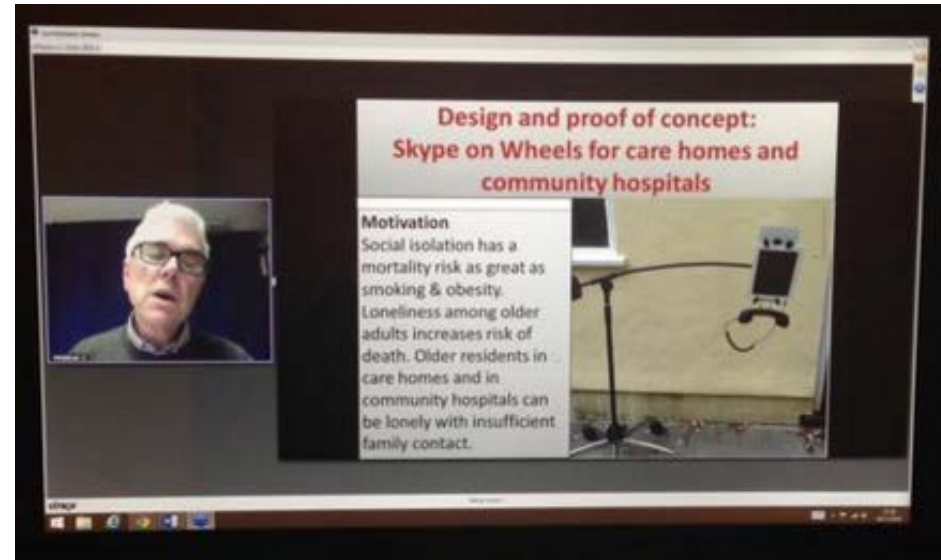 Design and proof of concept:
Skype on Wheels for care homes and
community hospitals
Motivation
Social isolation has a
mortality risk as great as
smoking & obesity.
Loneliness among older
adults increases risk of
death. Older residents in
care homes and in
community hospitals can
be lonely with insufficient
family contact.